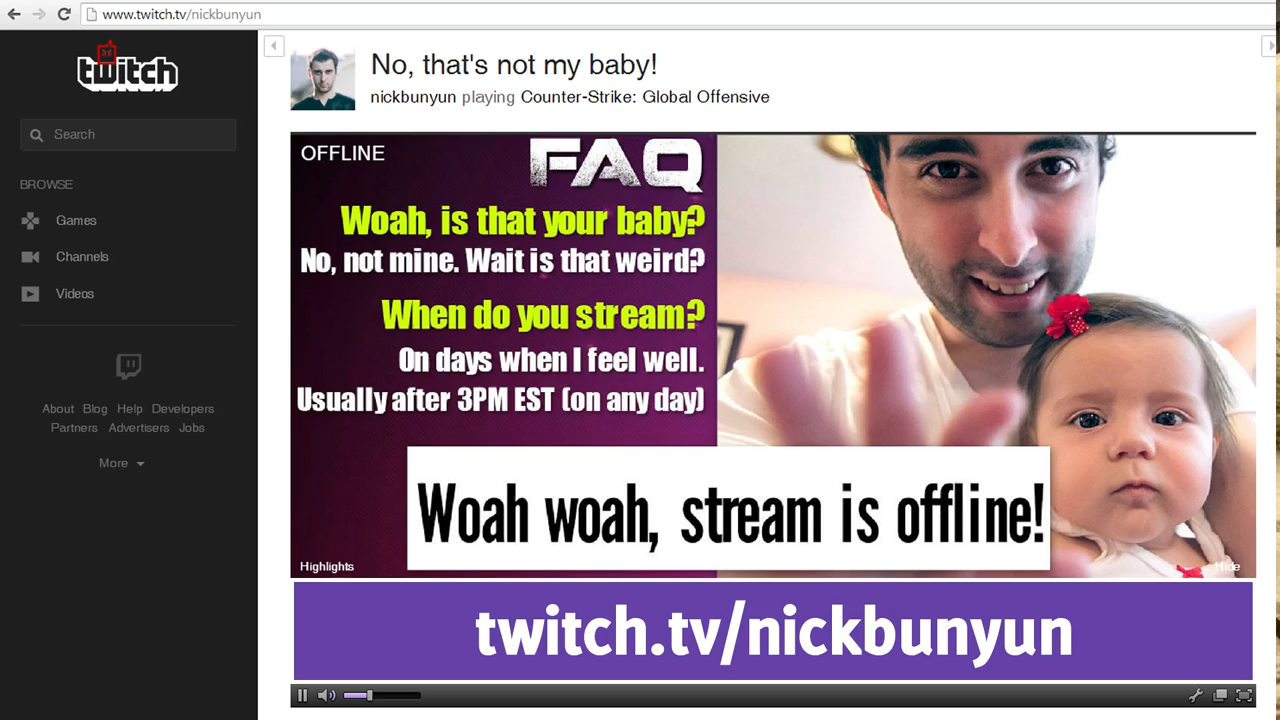 www.twitch.tv/nickbunyun
twitch
Search
BROWSE
Games
Channels
Videos
About Blog Help Developers
Partners Advertisers Jobs
More
No, that's not my baby!
nickbunyun playing Counter-Strike: Global Offensive
OFFLINE
FAQ
Woah, is that your baby?
No, not mine. Wait is that weird?
When do you stream?
On days when I feel well.
Usually after 3PM EST (on any day)
Woah woah, stream is offline!
Highlights
Hide
twitch.tv/nickbunyun